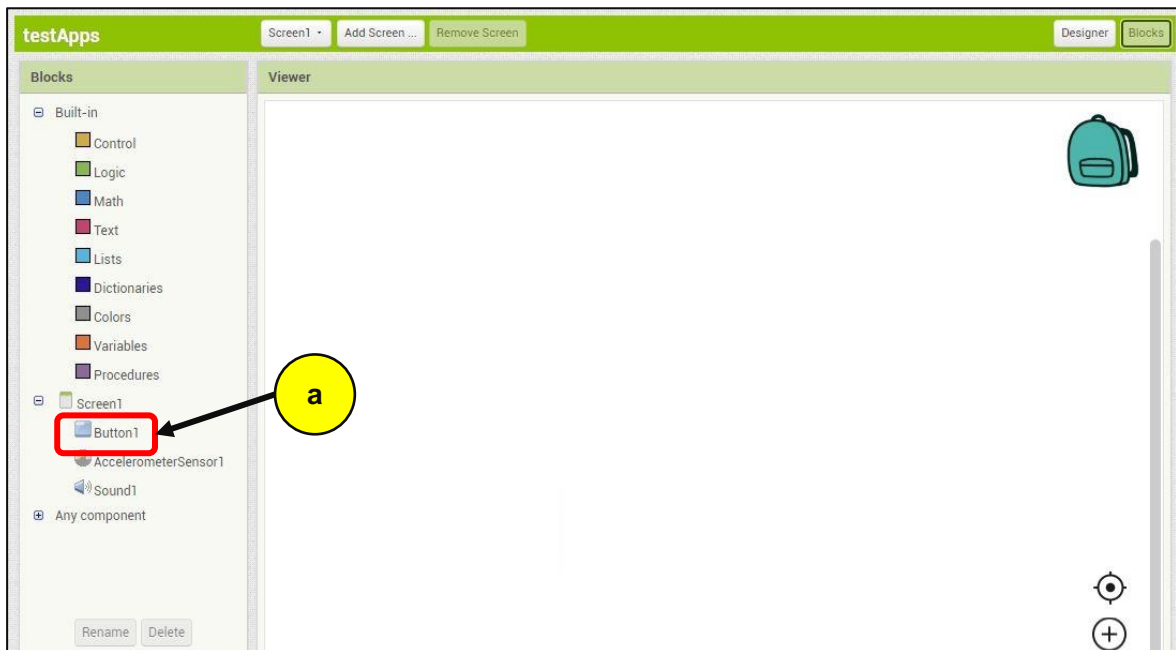 testApps
Screen1
Add Screen ...
Remove Screen
Designer
Blocks
Blocks
Viewer
Built-in
Control
Logic
Math
Text
Lists
Dictionaries
Colors
Variables
Procedures
Screen1
a
Button1
AccelerometerSensor1
Sound1
Any component
Rename
Delete